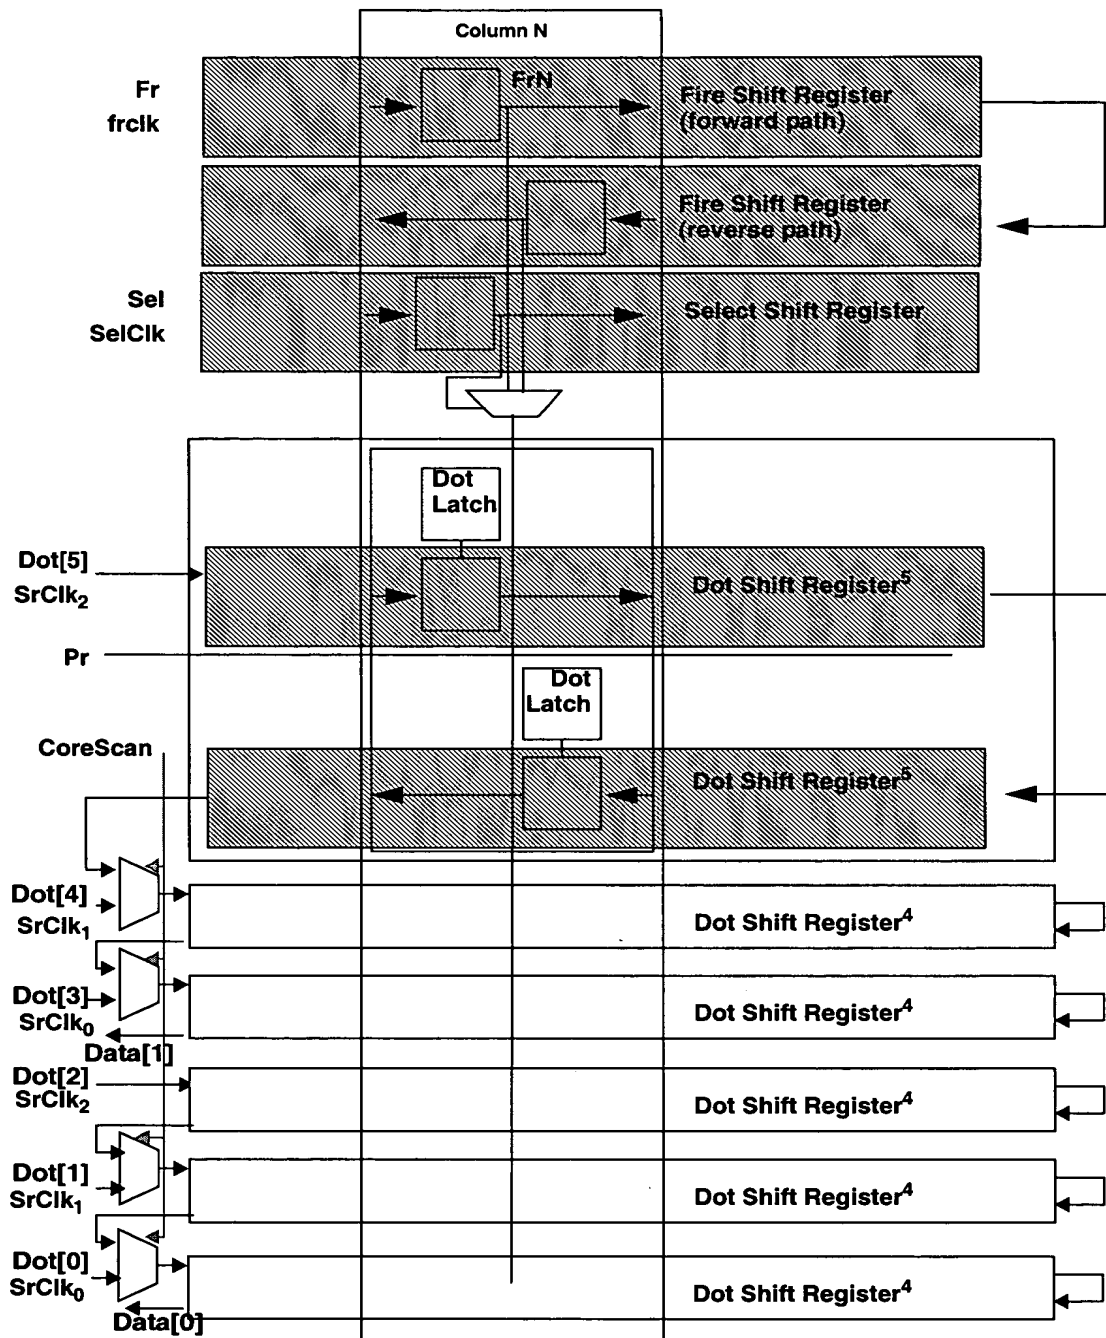 Column N
Fr
frclk
FrN
Fire Shift Register
(forward path)
Fire Shift Register
(reverse path)
Sel
SelClk
Select Shift Register
Dot
Latch
Dot[5]
SrClk₂
Dot Shift Register⁵
Pr
Dot
Latch
CoreScan
Dot Shift Register⁵
Dot[4]
SrClk₁
Dot Shift Register⁴
Dot[3]
SrClk₀
Dot Shift Register⁴
Data[1]
Dot[2]
SrClk₂
Dot Shift Register⁴
Dot[1]
SrClk₁
Dot Shift Register⁴
Dot[0]
SrClk₀
Dot Shift Register⁴
Data[0]